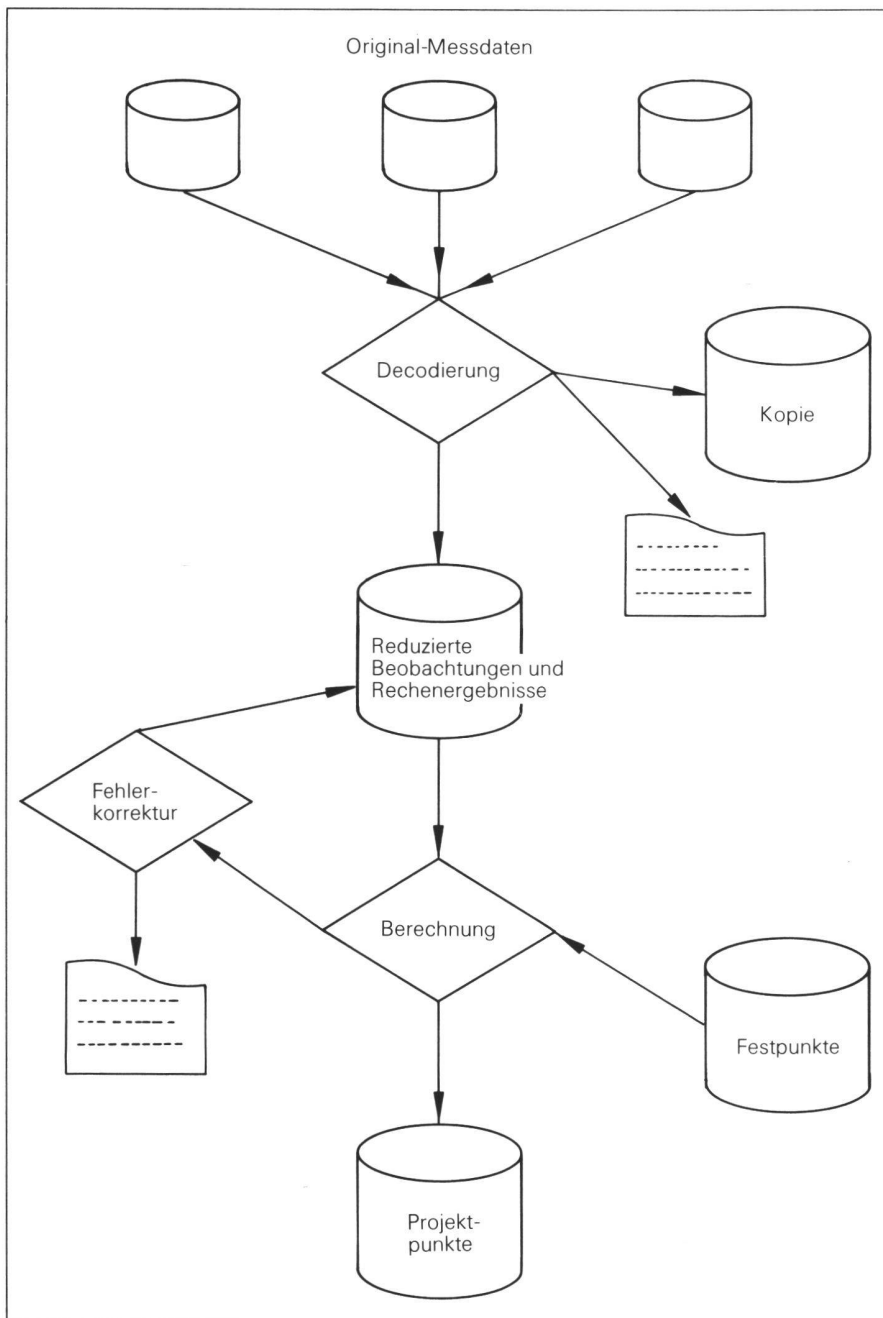 Original-Messdaten
Decodierung
Kopie
Reduzierte
Beobachtungen und
Rechenergebnisse
Fehler-
korrektur
Berechnung
Festpunkte
Projekt-
punkte